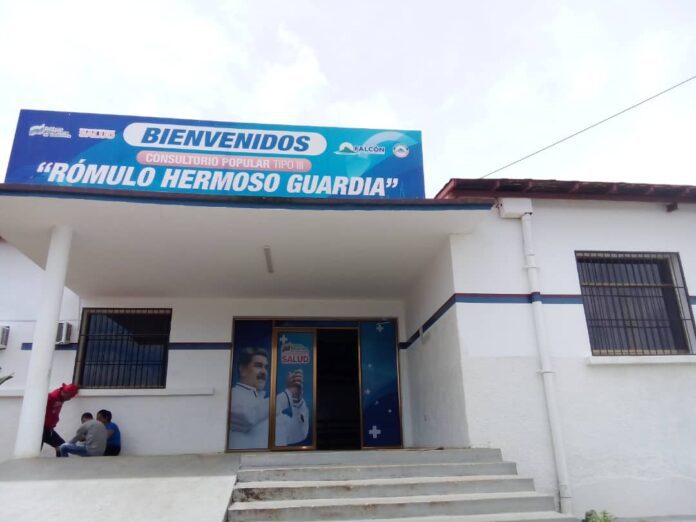 BIENVENIDOS
CONSULTORIO POPULAR TIPO III
FALCÓN
“RÓMULO HERMOSO GUARDIA”
SALUD